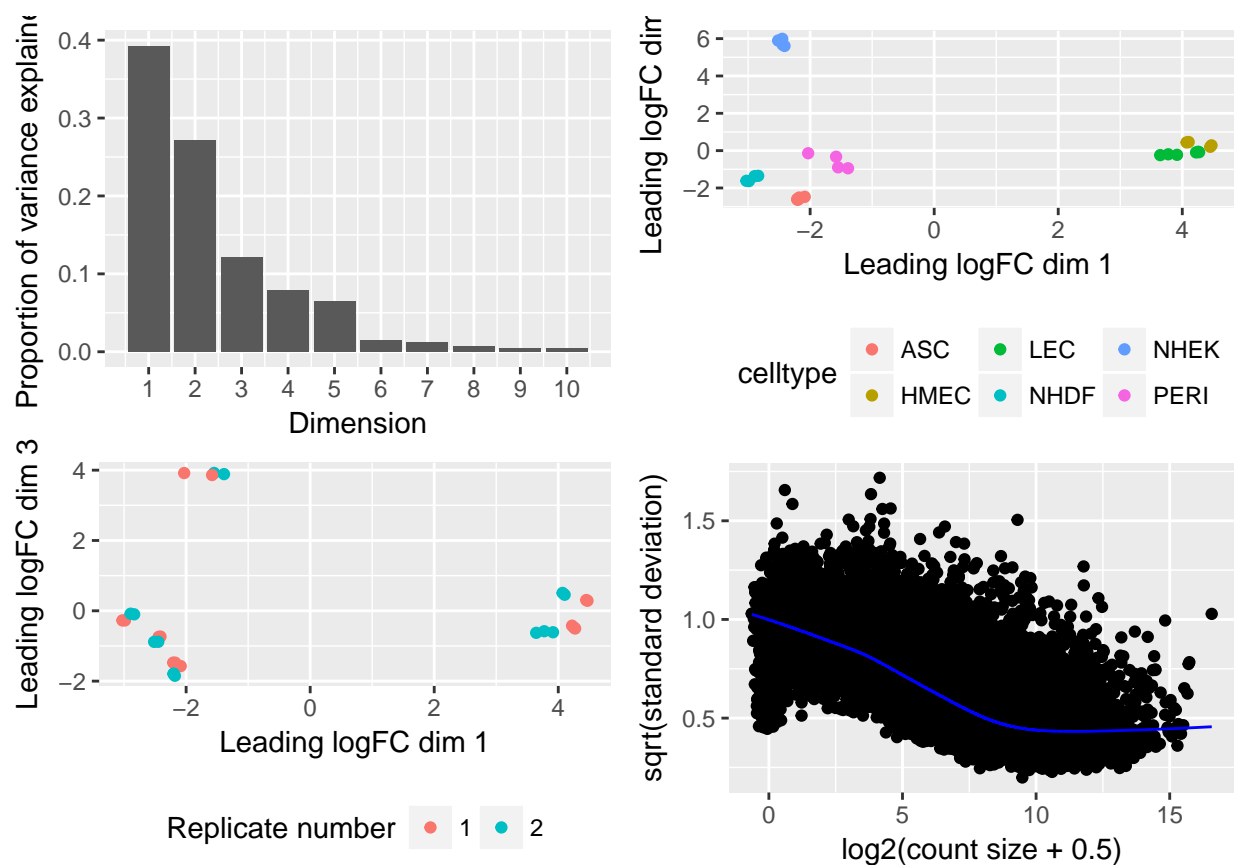 Proportion of variance explaine
0.4
0.3
0.2
0.1
0.0
1 2 3 4 5 6 7 8 9 10
Dimension
Leading logFC dim
6
4
2
0
−2
−2 0 2 4
Leading logFC dim 1
celltype
ASC LEC NHEK
HMEC NHDF PERI
Leading logFC dim 3
4
2
0
−2
−2 0 2 4
Leading logFC dim 1
Replicate number 1 2
sqrt(standard deviation)
1.5
1.0
0.5
0 5 10 15
log2(count size + 0.5)